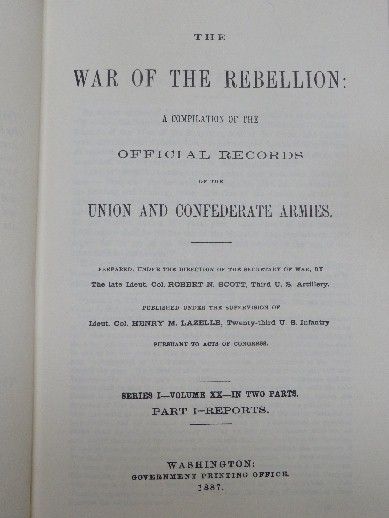 THE
WAR OF THE REBELLION:
A COMPILATION OF THE
OFFICIAL RECORDS
OF THE
UNION AND CONFEDERATE ARMIES.
PREPARED, UNDER THE DIRECTION OF THE SECRETARY OF WAR, BY
The late Lieut. Col. ROBERT N. SCOTT, Third U. S. Artillery.
PUBLISHED UNDER THE SUPERVISION OF
Lieut. Col. HENRY M. LAZELLE, Twenty-third U. S. Infantry
PURSUANT TO ACTS OF CONGRESS.
SERIES I—VOLUME XX—IN TWO PARTS.
PART I—REPORTS.
WASHINGTON:
GOVERNMENT PRINTING OFFICE.
1887.